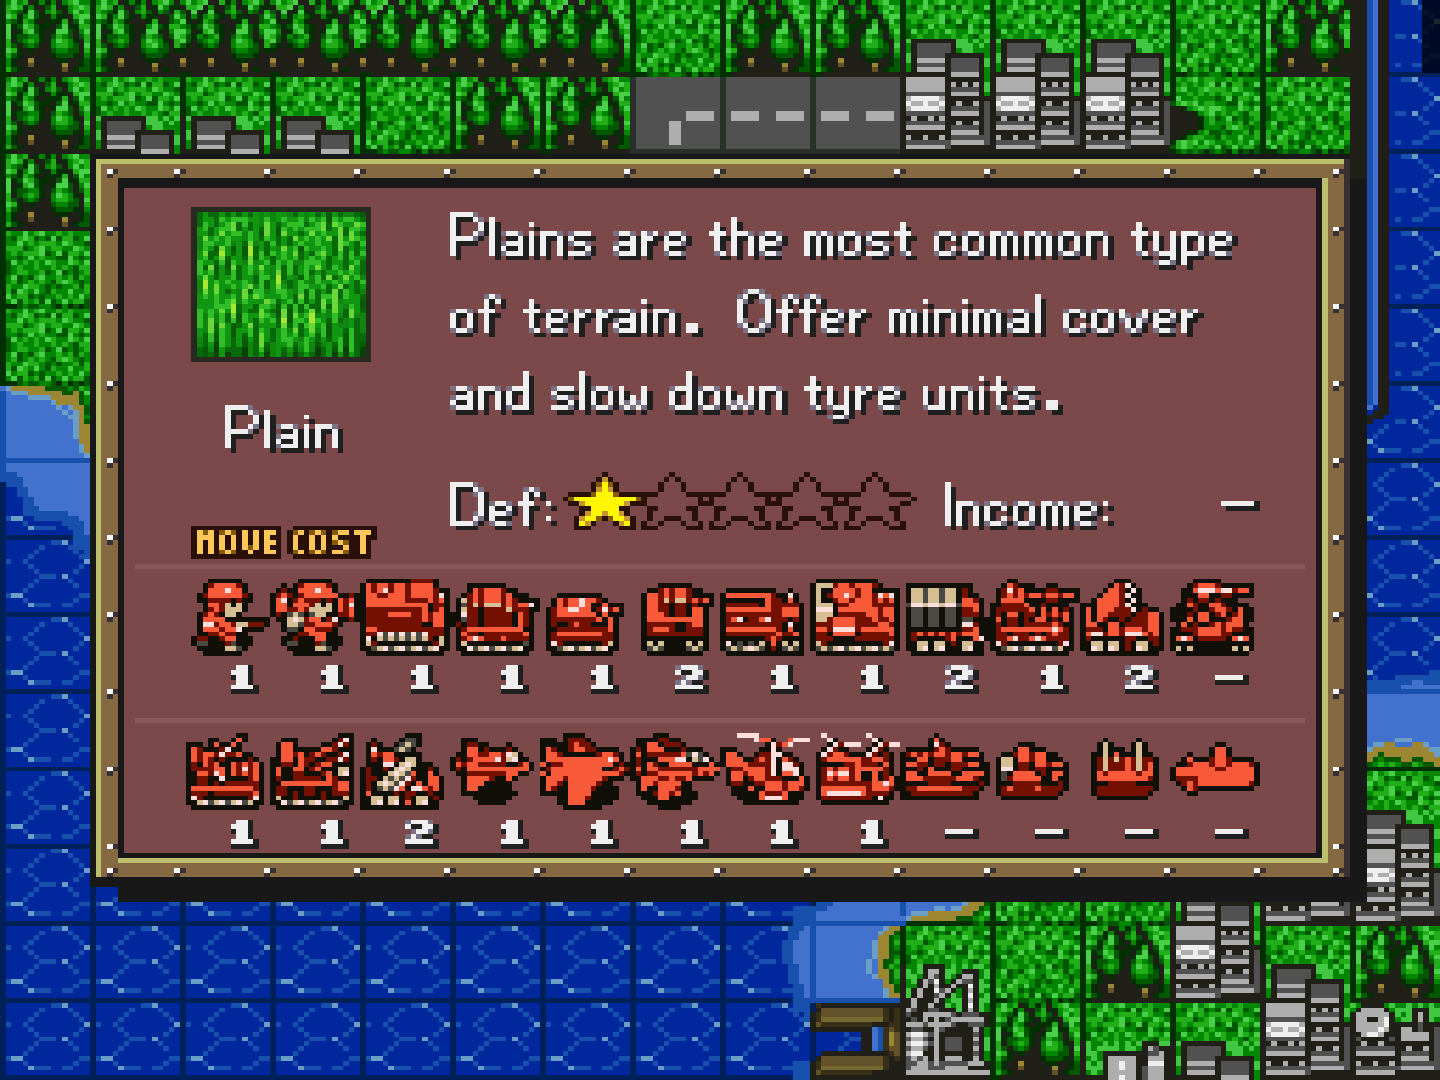 Plains are the most common type
of terrain. Offer minimal cover
and slow down tyre units.
Plain
Def: Income: —
MOVE COST
1 1 1 1 1 2 1 1 2 1 2 —
1 1 2 1 1 1 1 1 — — — —